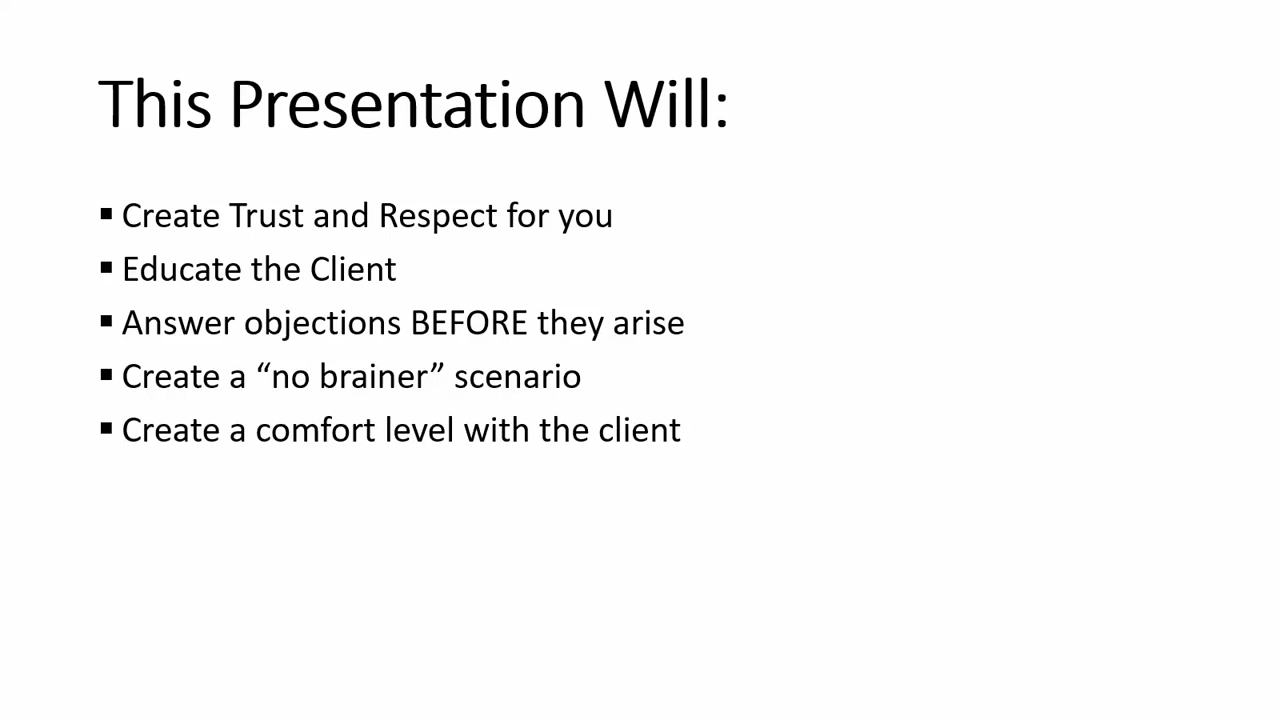 This Presentation Will:
▪ Create Trust and Respect for you
▪ Educate the Client
▪ Answer objections BEFORE they arise
▪ Create a “no brainer” scenario
▪ Create a comfort level with the client